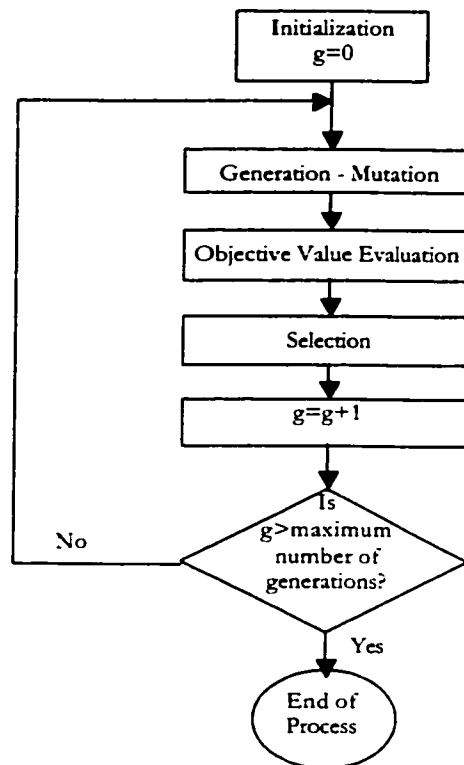 Initialization
g=0
Generation - Mutation
Objective Value Evaluation
Selection
g=g+1
Is
g>maximum
number of
generations?
No
Yes
End of
Process